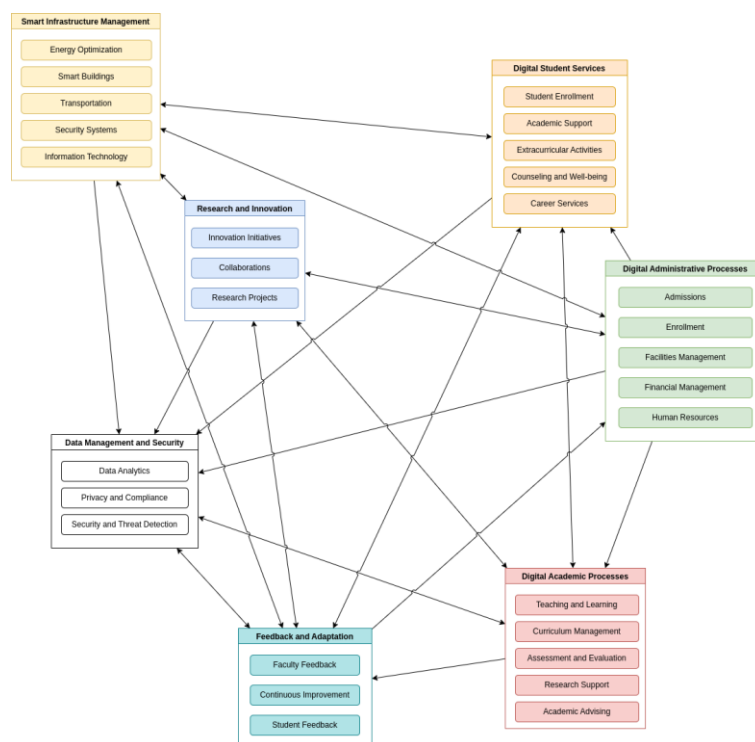 Smart Infrastructure Management
Energy Optimization
Smart Buildings
Transportation
Security Systems
Information Technology
Digital Student Services
Student Enrollment
Academic Support
Extracurricular Activities
Counseling and Well-being
Career Services
Research and Innovation
Innovation Initiatives
Collaborations
Research Projects
Digital Administrative Processes
Admissions
Enrollment
Facilities Management
Financial Management
Human Resources
Data Management and Security
Data Analytics
Privacy and Compliance
Security and Threat Detection
Digital Academic Processes
Teaching and Learning
Curriculum Management
Assessment and Evaluation
Research Support
Academic Advising
Feedback and Adaptation
Faculty Feedback
Continuous Improvement
Student Feedback